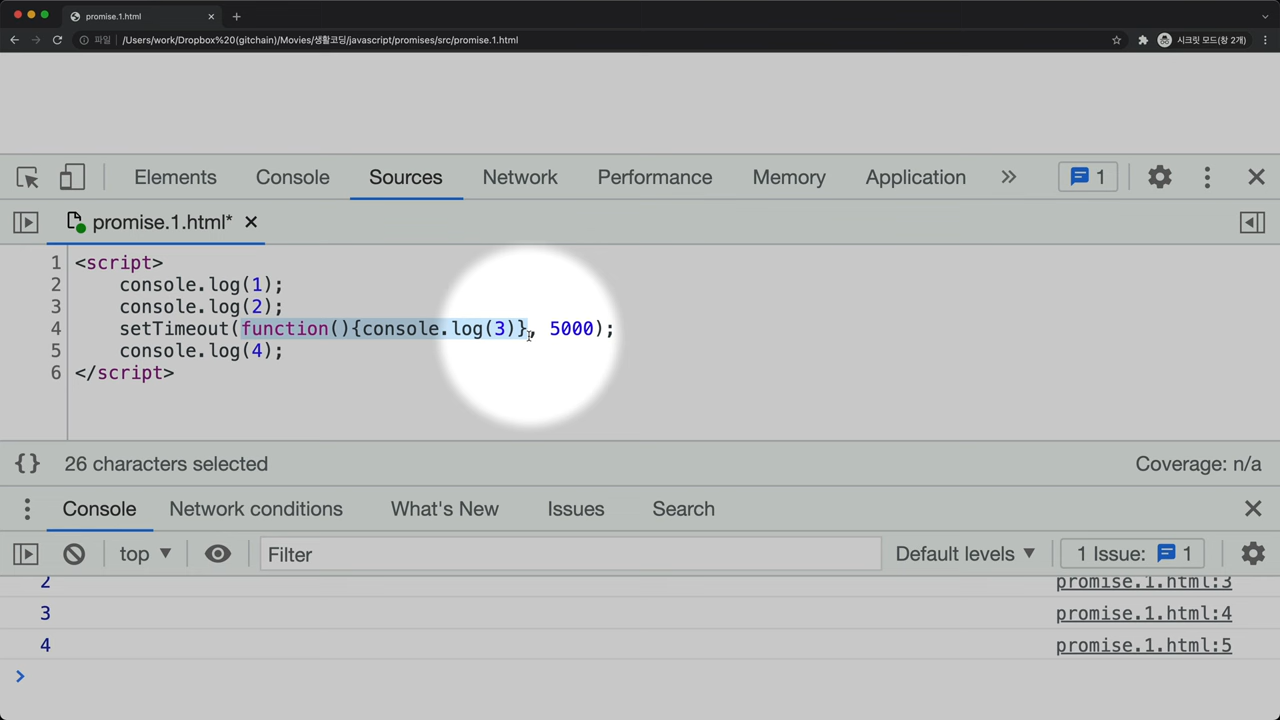 promise.1.html
파일 /Users/work/Dropbox%20(gitchain)/Movies/생활코딩/javascript/promises/src/promise.1.html 시크릿 모드(창 2개)
Elements Console Sources Network Performance Memory Application » 1
promise.1.html*
1 <script>
2 console.log(1);
3 console.log(2);
4 setTimeout(function(){console.log(3)}, 5000);
5 console.log(4);
6 </script>
{} 26 characters selected Coverage: n/a
Console Network conditions What's New Issues Search
top Filter Default levels 1 Issue: 1
2 promise.1.html:3
3 promise.1.html:4
4 promise.1.html:5